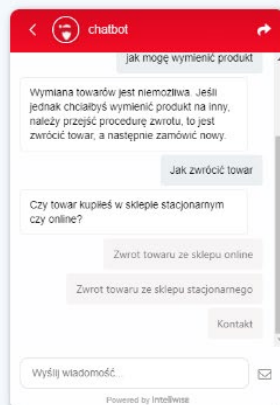 chatbot
jak mogę wymienić produkt
Wymiana towarów jest niemożliwa. Jeśli
jednak chciałbyś wymienić produkt na inny,
należy przejść procedurę zwrotu, to jest
zwrócić towar, a następnie zamówić nowy.
Jak zwrócić towar
Czy towar kupiłeś w sklepie stacjonarnym
czy online?
Zwrot towaru ze sklepu online
Zwrot towaru ze sklepu stacjonarnego
Kontakt
Wyślij wiadomość...
Powered by Intelliwise